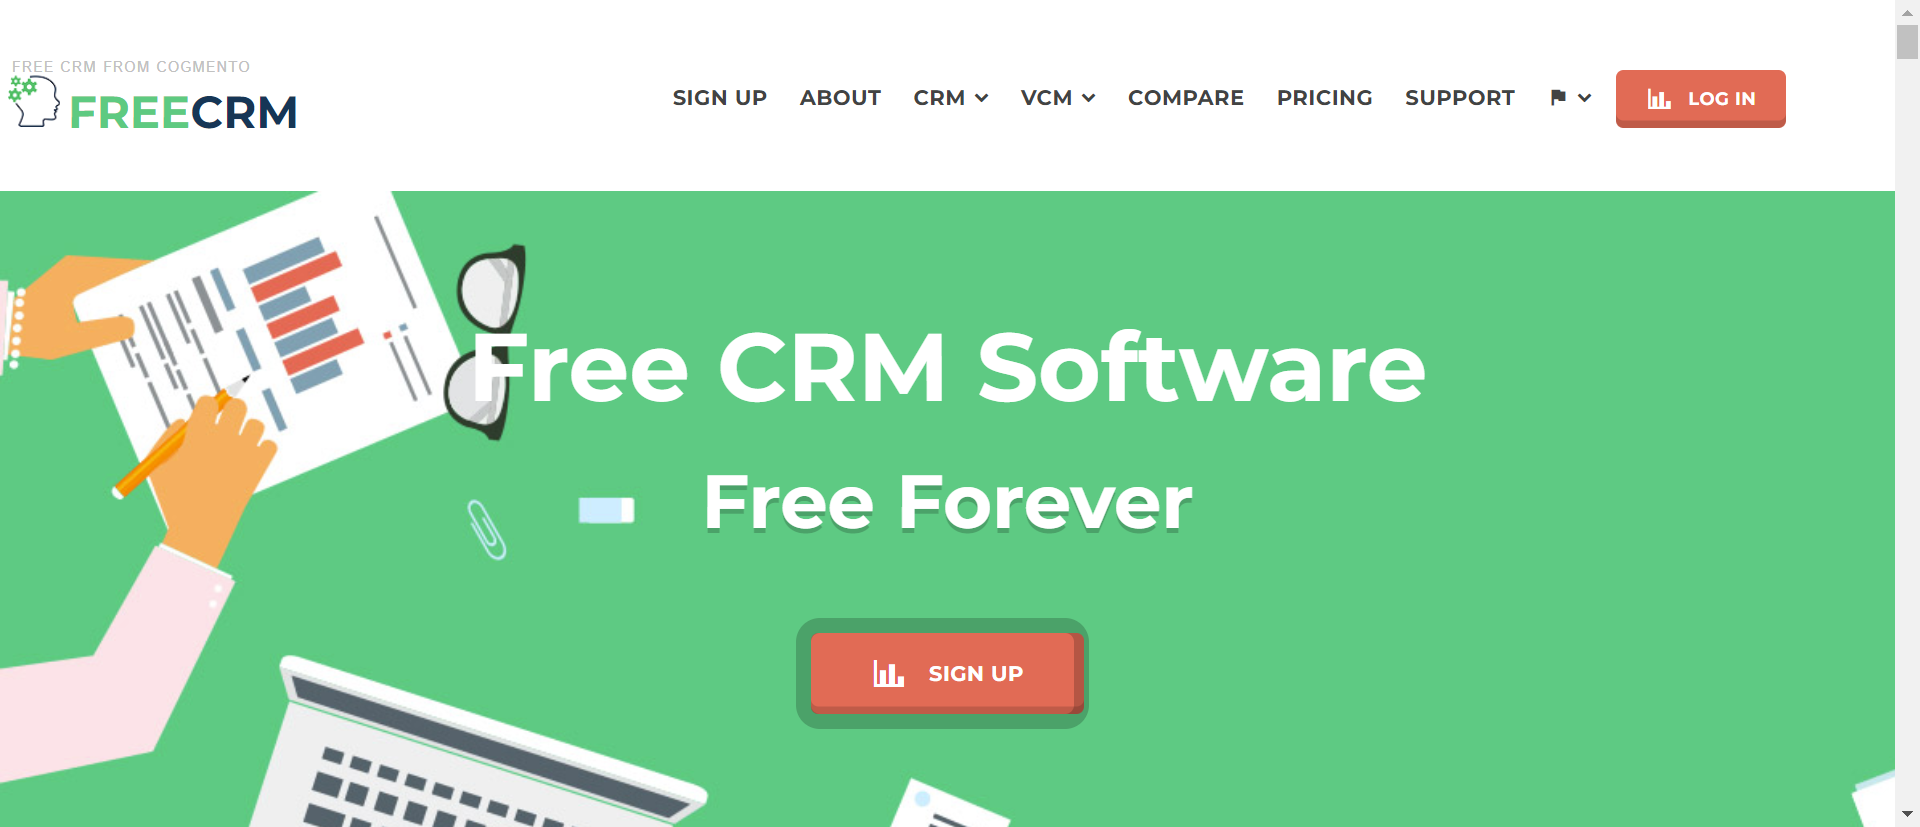 FREE CRM FROM COGMENTO
FREECRM
SIGN UP ABOUT CRM VCM COMPARE PRICING SUPPORT LOG IN
Free CRM Software
Free Forever
SIGN UP